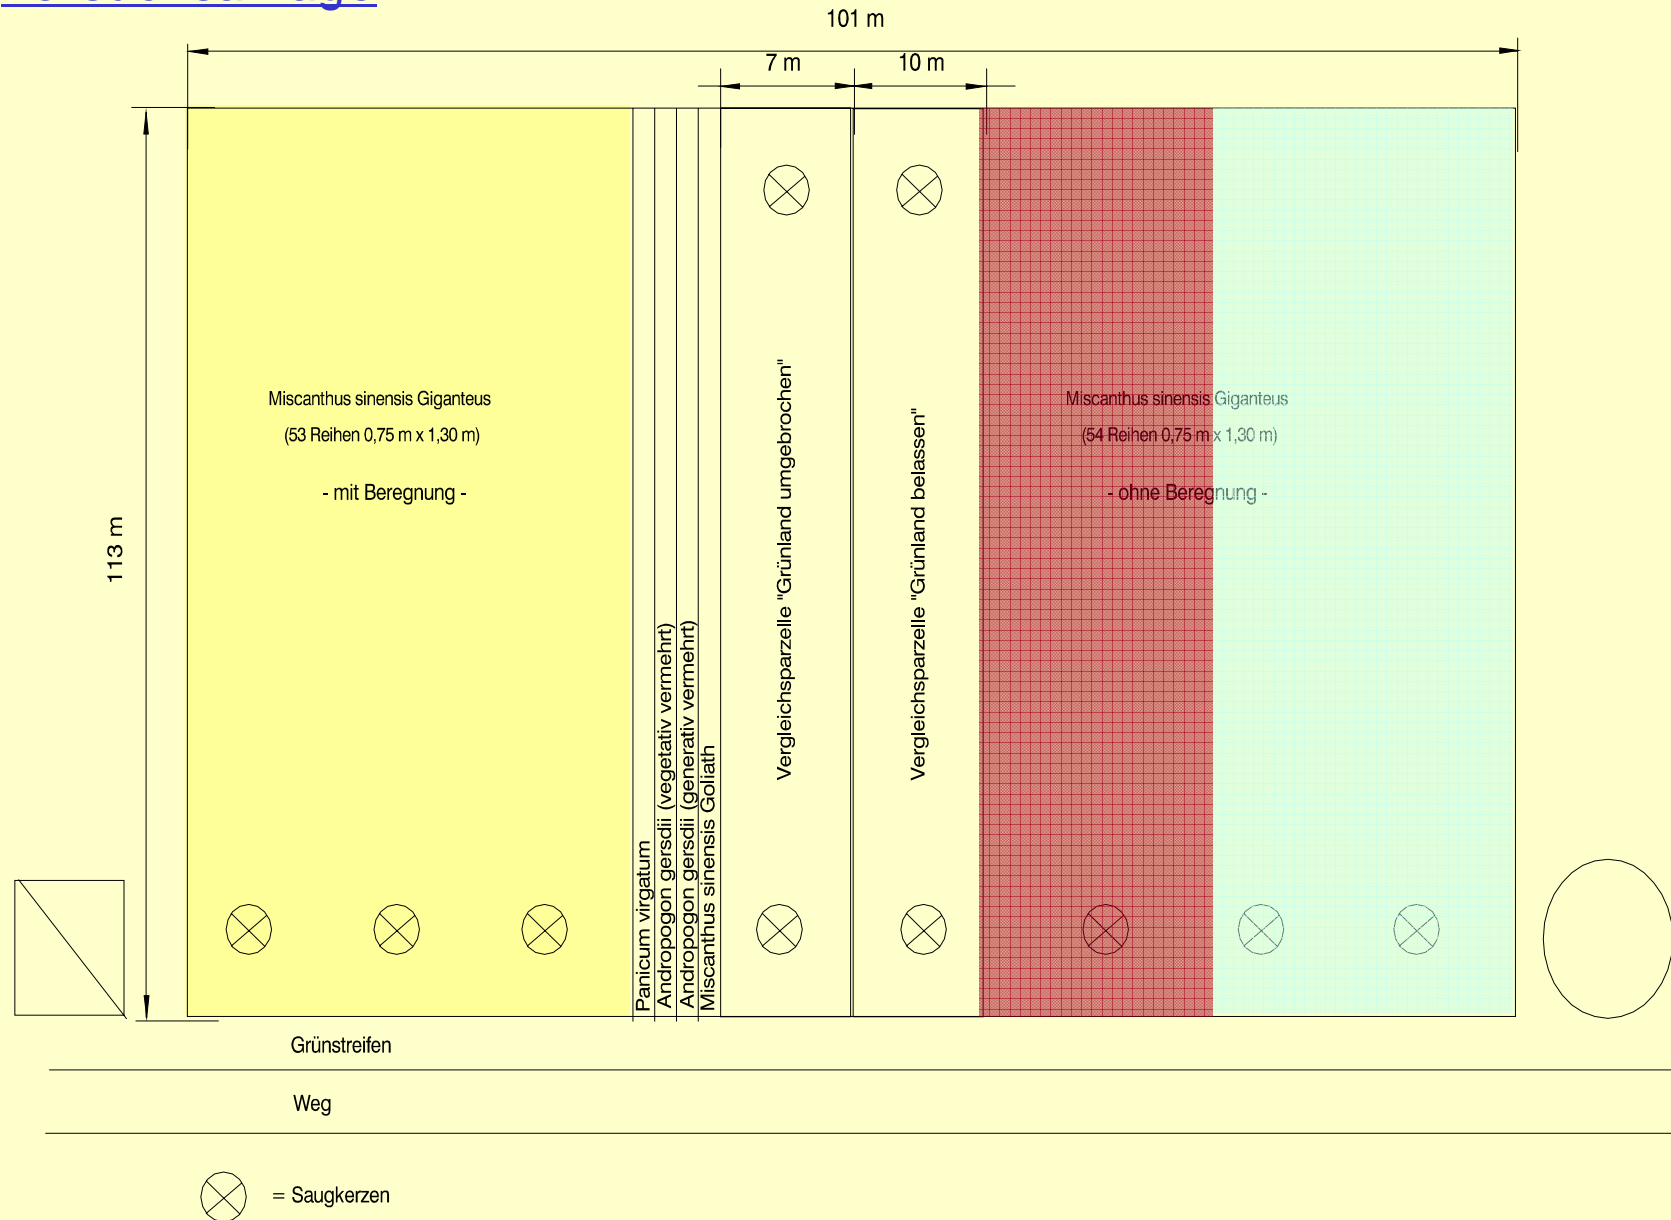 101 m
7 m
10 m
Miscanthus sinensis Giganteus
(53 Reihen 0,75 m x 1,30 m)
- mit Beregnung -
Miscanthus sinensis Giganteus
(54 Reihen 0,75 m x 1,30 m)
- ohne Beregnung -
113 m
Panicum virgatum
Andropogon gersdii (vegetativ vermehrt)
Andropogon gersdii (generativ vermehrt)
Miscanthus sinensis Goliath
Vergleichsparzelle "Grünland umgebrochen"
Vergleichsparzelle "Grünland belassen"
Grünstreifen
Weg
= Saugkerzen